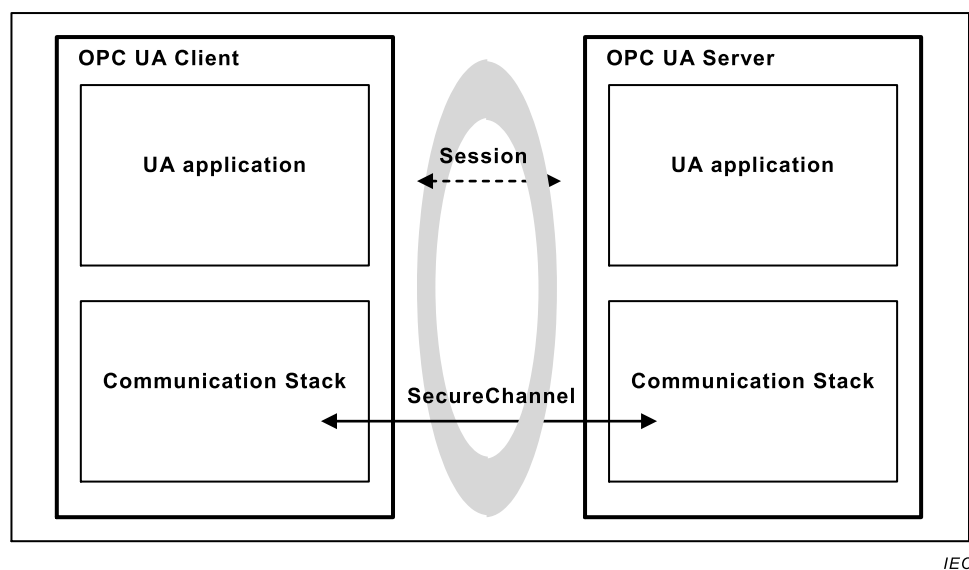 OPC UA Client
OPC UA Server
UA application
Session
UA application
Communication Stack
SecureChannel
Communication Stack
IEC